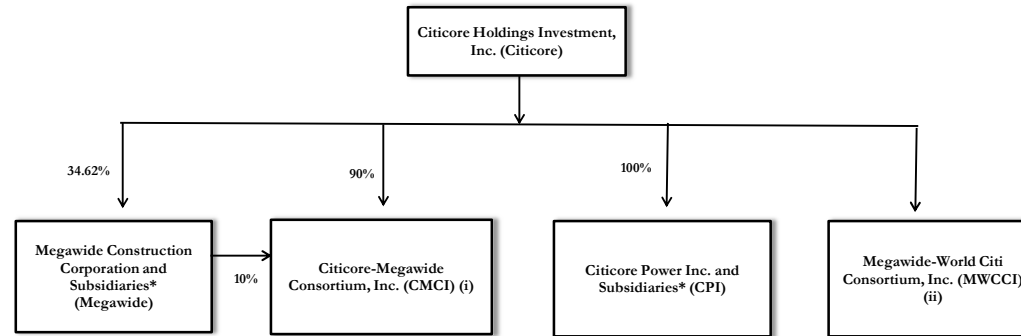 Citicore Holdings Investment,
Inc. (Citicore)
34.62%
90%
100%
Megawide Construction
Corporation and
Subsidiaries*
(Megawide)
10%
Citicore-Megawide
Consortium, Inc. (CMCI) (i)
Citicore Power Inc. and
Subsidiaries* (CPI)
Megawide-World Citi
Consortium, Inc. (MWCCI)
(ii)